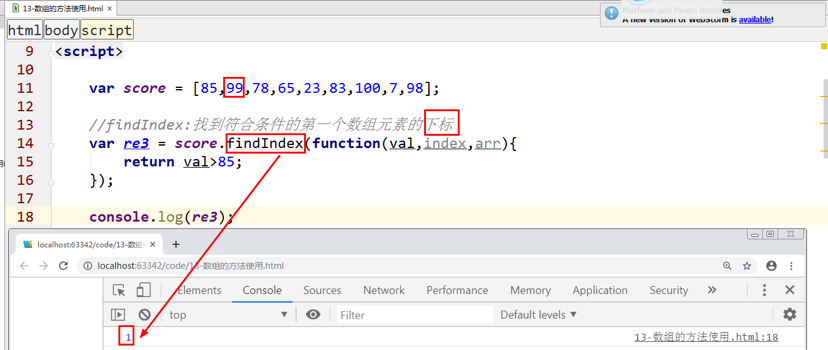 13-数组的方法使用.html
Platform and Plugin Updates
A new version of WebStorm is available!
html body script
9 <script>
10
11 var score = [85,99,78,65,23,83,100,7,98];
12
13 //findIndex:找到符合条件的第一个数组元素的下标
14 var re3 = score.findIndex(function(val,index,arr){
15 return val>85;
16 });
17
18 console.log(re3);
localhost:63342/code/13-数组
localhost:63342/code/13-数组的方法使用.html
Elements Console Sources Network Performance Memory Application Security
top Filter Default levels
1 13-数组的方法使用.html:18